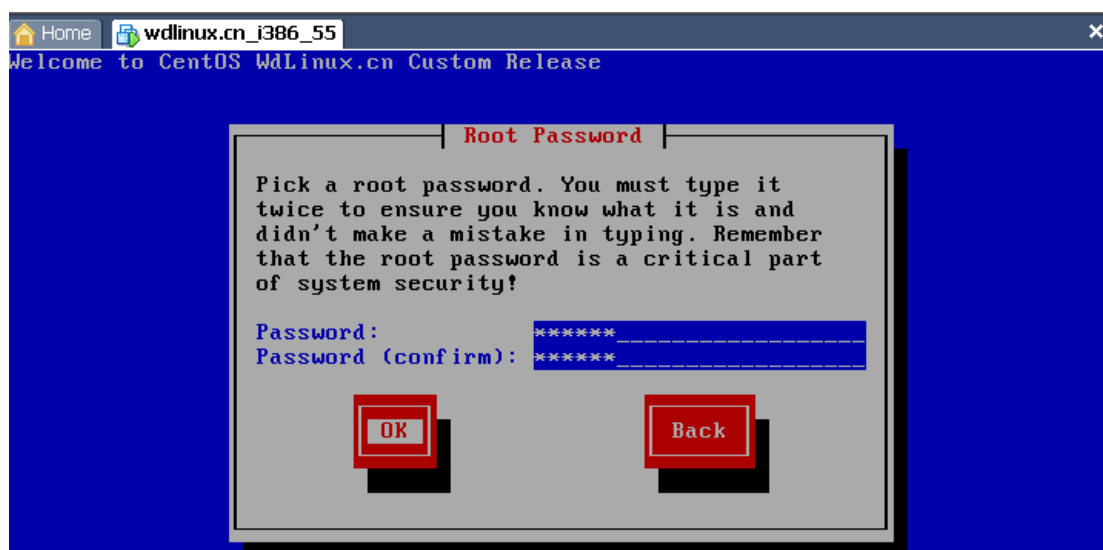 Home wdlinux.cn_i386_55
Welcome to CentOS WdLinux.cn Custom Release
Root Password
Pick a root password. You must type it
twice to ensure you know what it is and
didn't make a mistake in typing. Remember
that the root password is a critical part
of system security!
Password: ******__________________
Password (confirm): ******__________________
OK Back